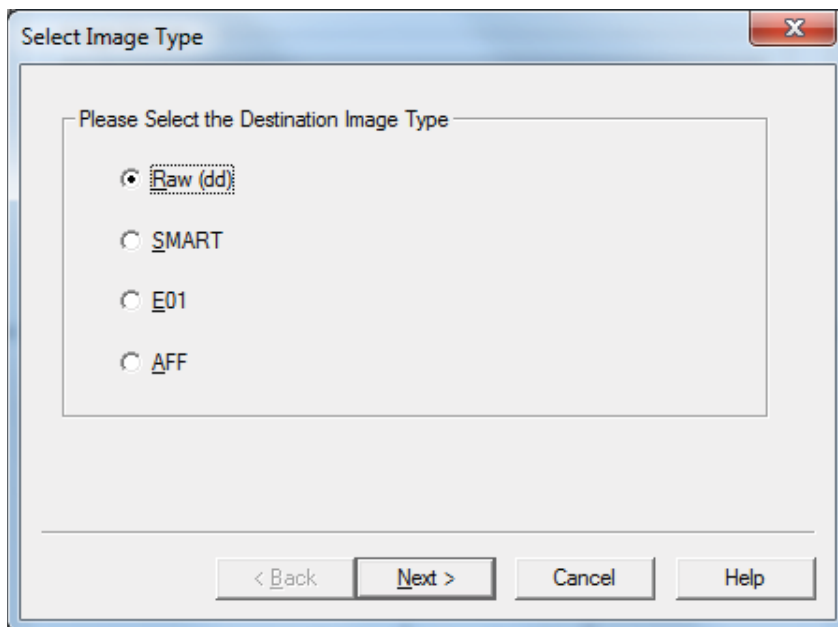 Select Image Type
Please Select the Destination Image Type
Raw (dd)
SMART
E01
AFF
< Back
Next >
Cancel
Help